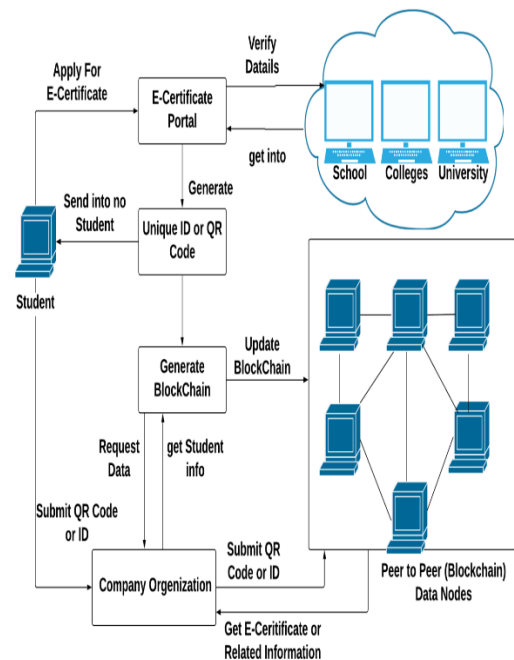 Apply For
E-Certificate
E-Certificate
Portal
Verify
Datails
get into
School
Colleges
University
Generate
Send into no
Student
Unique ID or QR
Code
Student
Generate
BlockChain
Update
BlockChain
Request
Data
get Student
info
Submit QR Code
or ID
Company Orgenization
Submit QR
Code or ID
Peer to Peer (Blockchain)
Data Nodes
Get E-Ceritificate or
Related Information